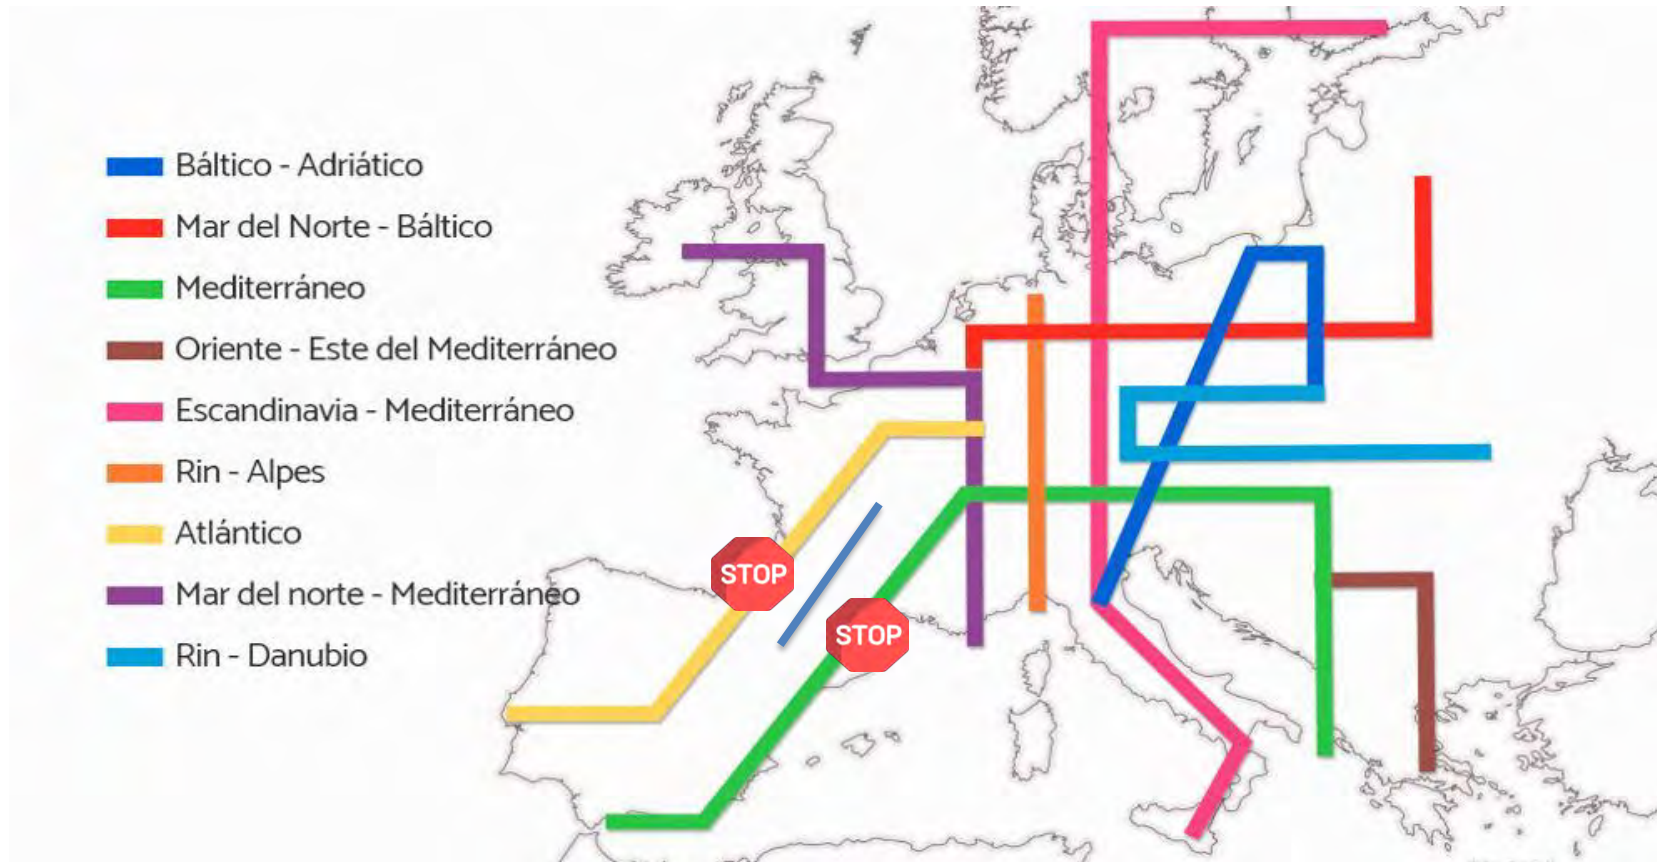 Báltico - Adriático
Mar del Norte - Báltico
Mediterráneo
Oriente - Este del Mediterráneo
Escandinavia - Mediterráneo
Rin - Alpes
Atlántico
Mar del norte - Mediterráneo
Rin - Danubio
STOP
STOP